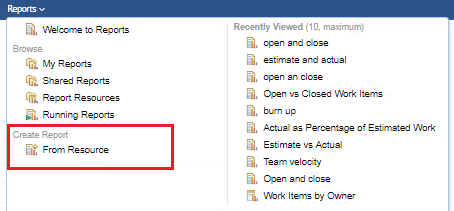 Reports
Welcome to Reports
Browse
My Reports
Shared Reports
Report Resources
Running Reports
Create Report
From Resource
Recently Viewed (10, maximum)
open and close
estimate and actual
open an close
Open vs Closed Work Items
burn up
Actual as Percentage of Estimated Work
Estimate vs Actual
Team velocity
Open and close
Work Items by Owner